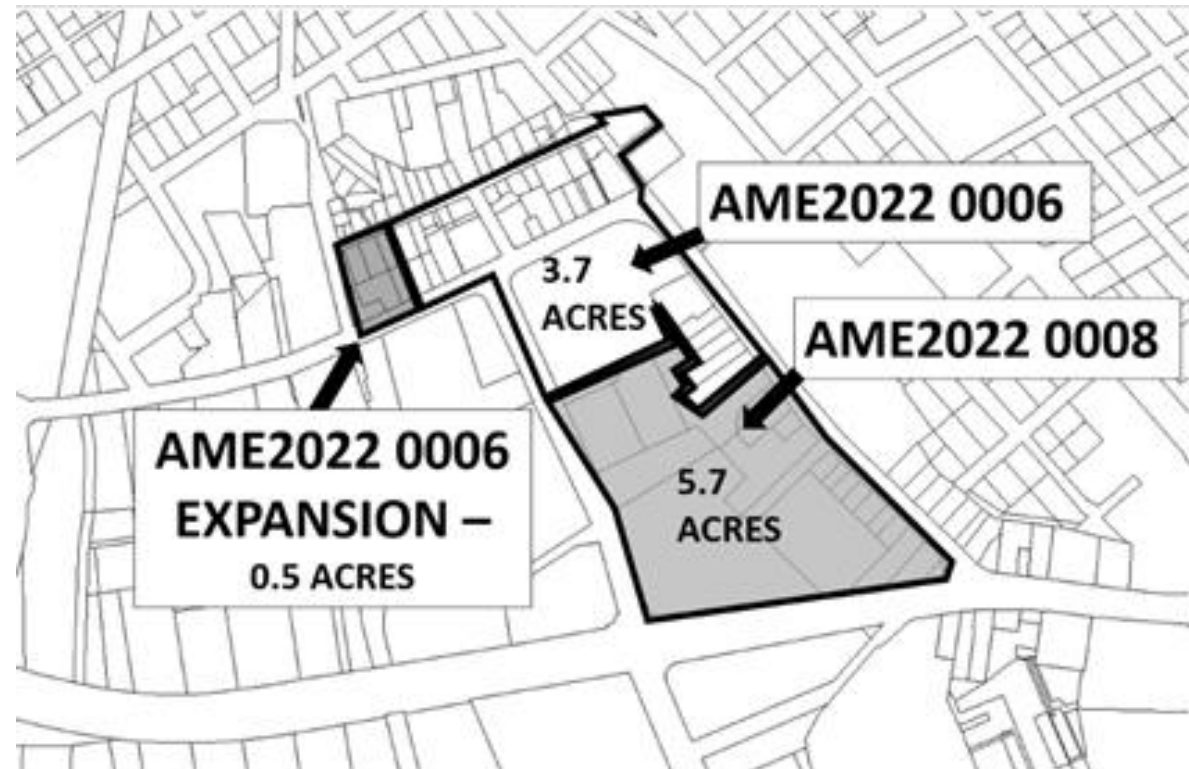 AME2022 0006
3.7
ACRES
AME2022 0008
AME2022 0006
EXPANSION –
0.5 ACRES
5.7
ACRES